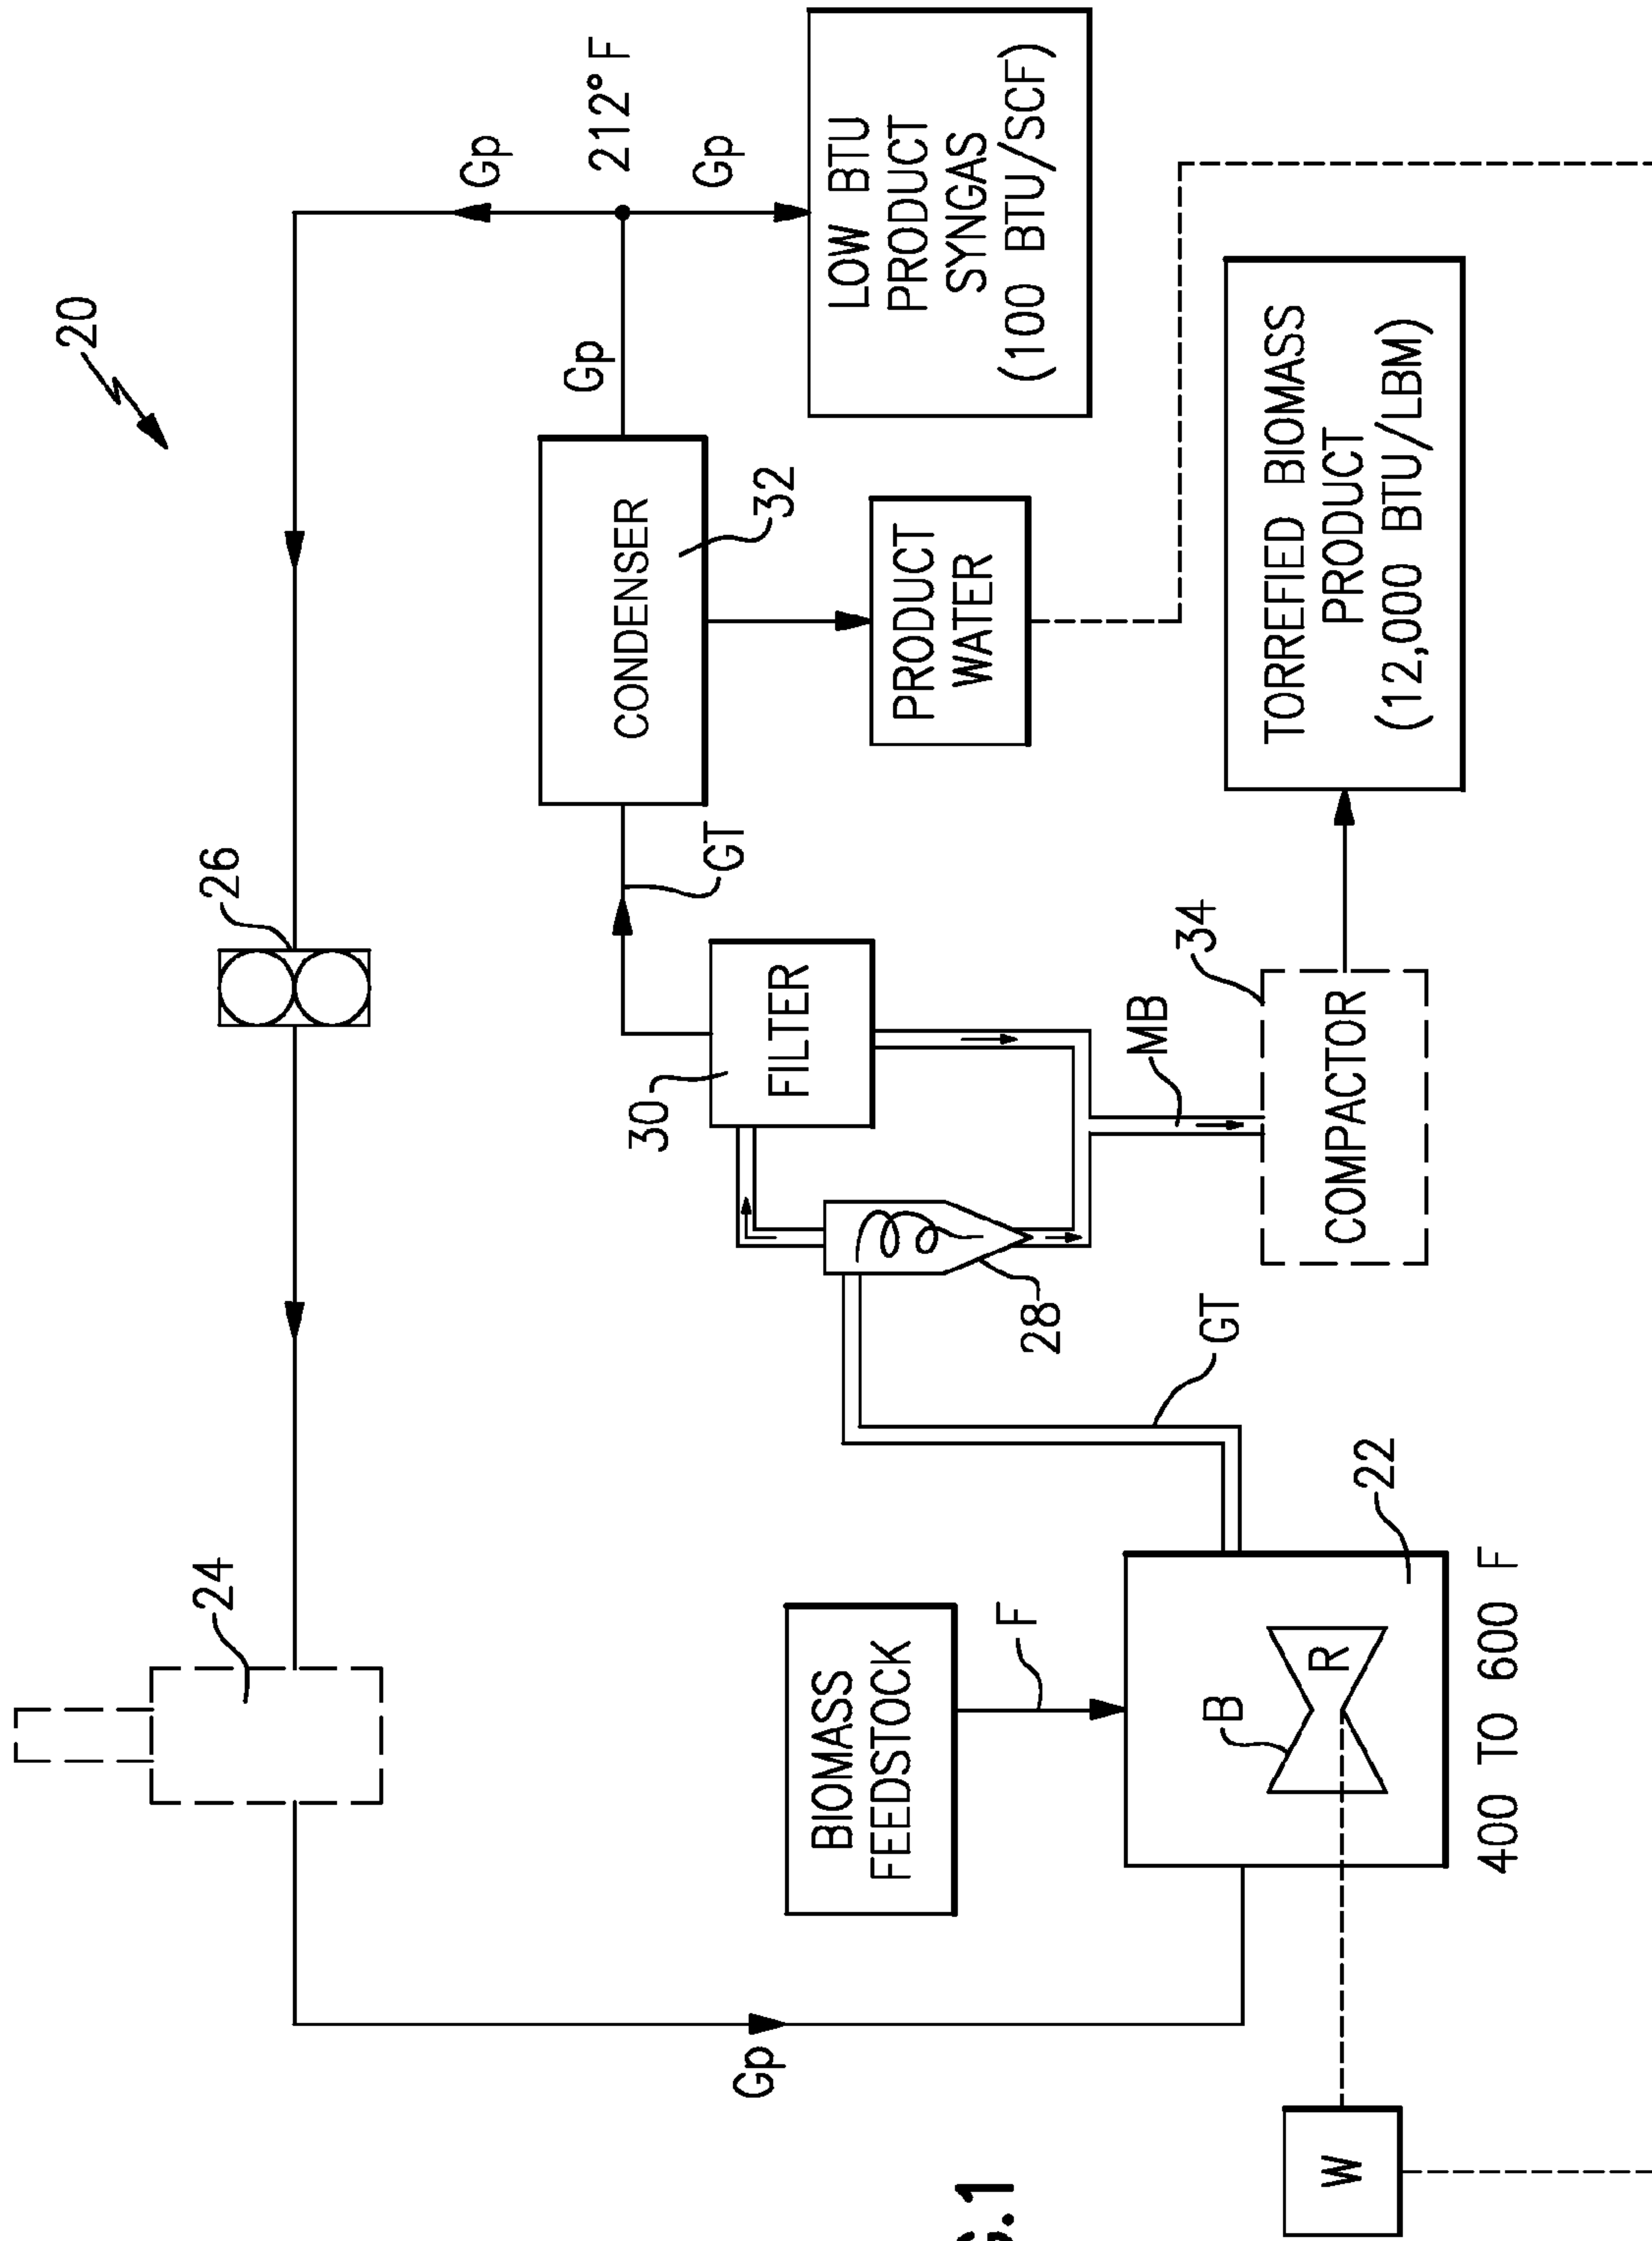 20
24
26
Gp
212° F
Gp
CONDENSER
32
Gp
LOW BTU
PRODUCT
SYNGAS
(100 BTU/SCF)
GT
30
FILTER
PRODUCT
WATER
Gp
BIOMASS
FEEDSTOCK
F
28
GT
MB
34
COMPACTOR
TORREFIED BIOMASS
PRODUCT
(12,000 BTU/LBM)
B
R
22
400 TO 600 F
W
G.1